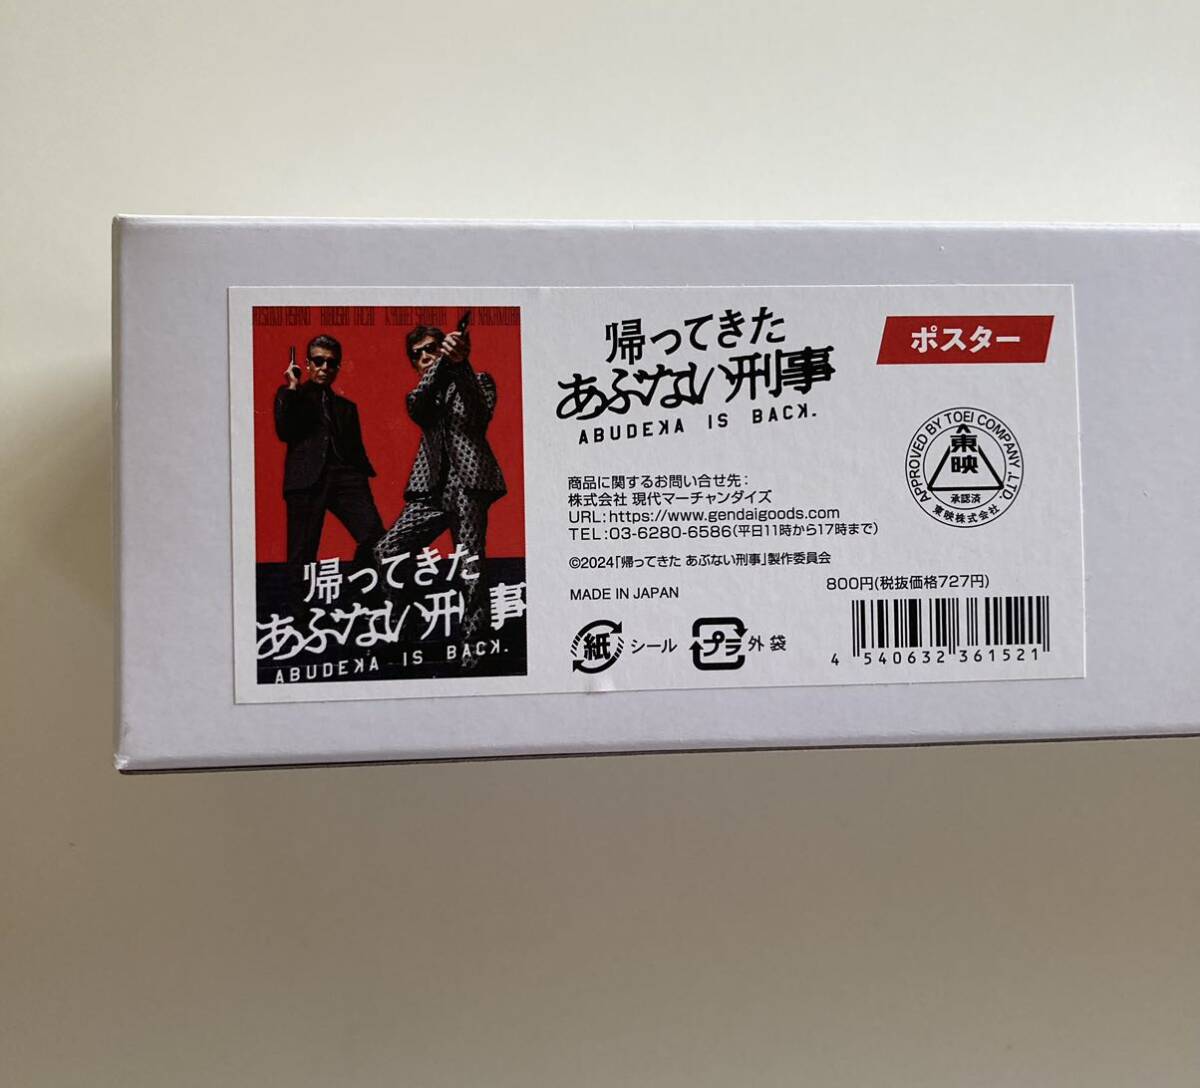 帰ってきた
あぶない刑事
ABUDEKA IS BACK.
帰ってきた
あぶない刑事
ABUDEKA IS BACK.
ポスター
APPROVED BY TOEI COMPANY, LTD.
東映
承認済
東映株式会社
商品に関するお問い合せ先：
株式会社 現代マーチャンダイズ
URL：https://www.gendaigoods.com
TEL：03-6280-6586（平日11時から17時まで）
©2024「帰ってきた あぶない刑事」製作委員会
MADE IN JAPAN
800円（税抜価格727円）
紙 シール プラ 外袋
4 540632 361521